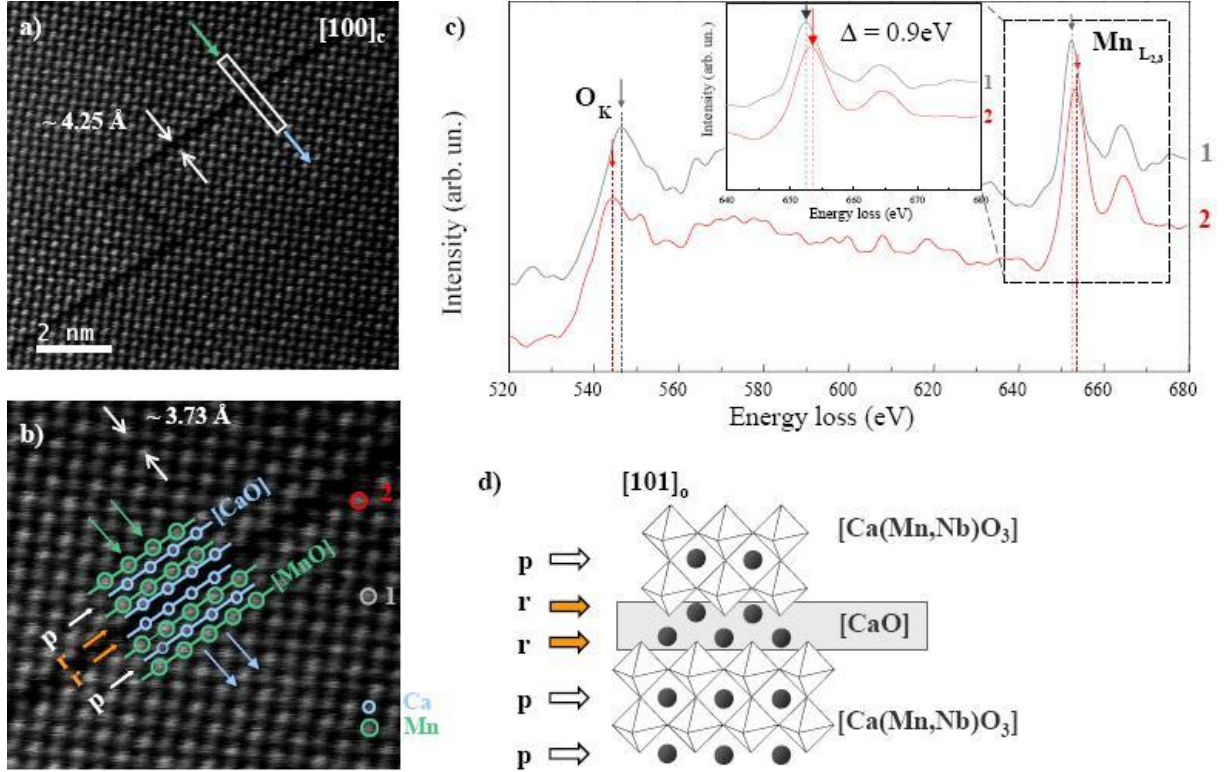 a)
[100]c
~ 4.25 Å
2 nm
b)
~ 3.73 Å
[CaO]
2
[MnO]
1
p
r
r
p
Ca
Mn
c)
Intensity (arb. un.)
O K
Mn L2,3
1
2
520 540 560 580 600 620 640 660 680
Energy loss (eV)
Intensity (arb. un.)
Δ = 0.9eV
1
2
640 650 660 670 680
Energy loss (eV)
d)
[101]o
[Ca(Mn,Nb)O3]
p
r
[CaO]
r
p
[Ca(Mn,Nb)O3]
p